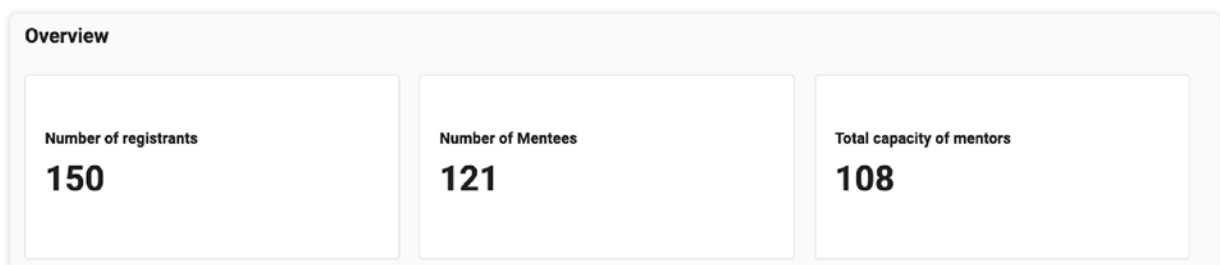 Overview
Number of registrants
150
Number of Mentees
121
Total capacity of mentors
108